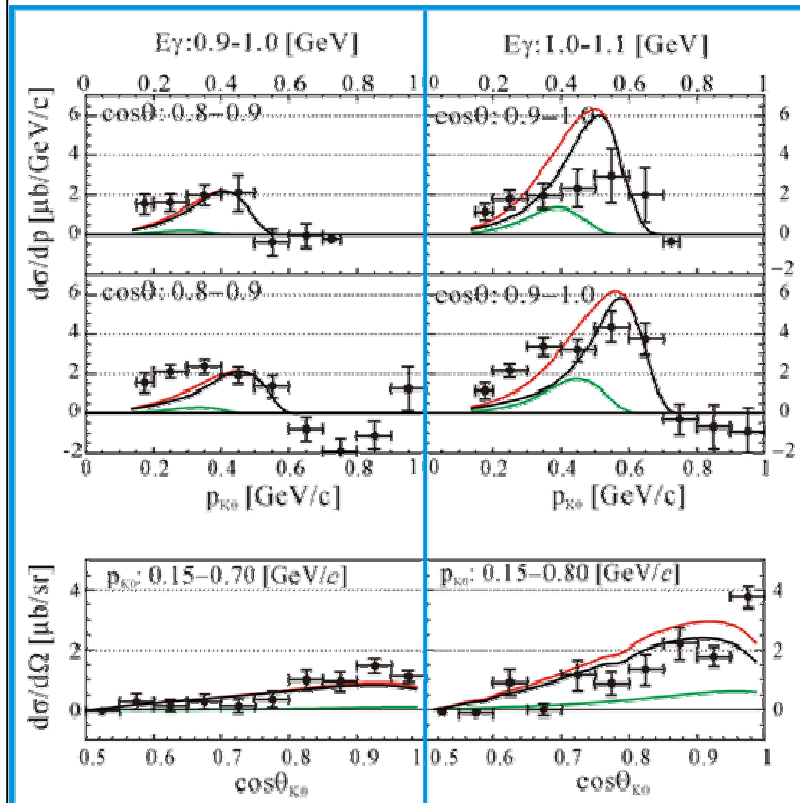 Eγ:0.9-1.0 [GeV] Eγ:1.0-1.1 [GeV]
0 0.2 0.4 0.6 0.8 1 0 0.2 0.4 0.6 0.8 1
dσ/dp [μb/GeV/c]
6 4 2 0
cosθ: 0.8–0.9
cosθ: 0.9–1.0
6 4 2 0 −2
6 4 2 0 -2
cosθ: 0.8–0.9
cosθ: 0.9–1.0
6 4 2 0 −2
0 0.2 0.4 0.6 0.8 1 0.2 0.4 0.6 0.8 1
pK0 [GeV/c] pK0 [GeV/c]
dσ/dΩ [μb/sr]
4 2 0
pK0: 0.15–0.70 [GeV/c]
pK0: 0.15–0.80 [GeV/c]
4 2 0
0.5 0.6 0.7 0.8 0.9 1 0.5 0.6 0.7 0.8 0.9 1
cosθK0 cosθK0